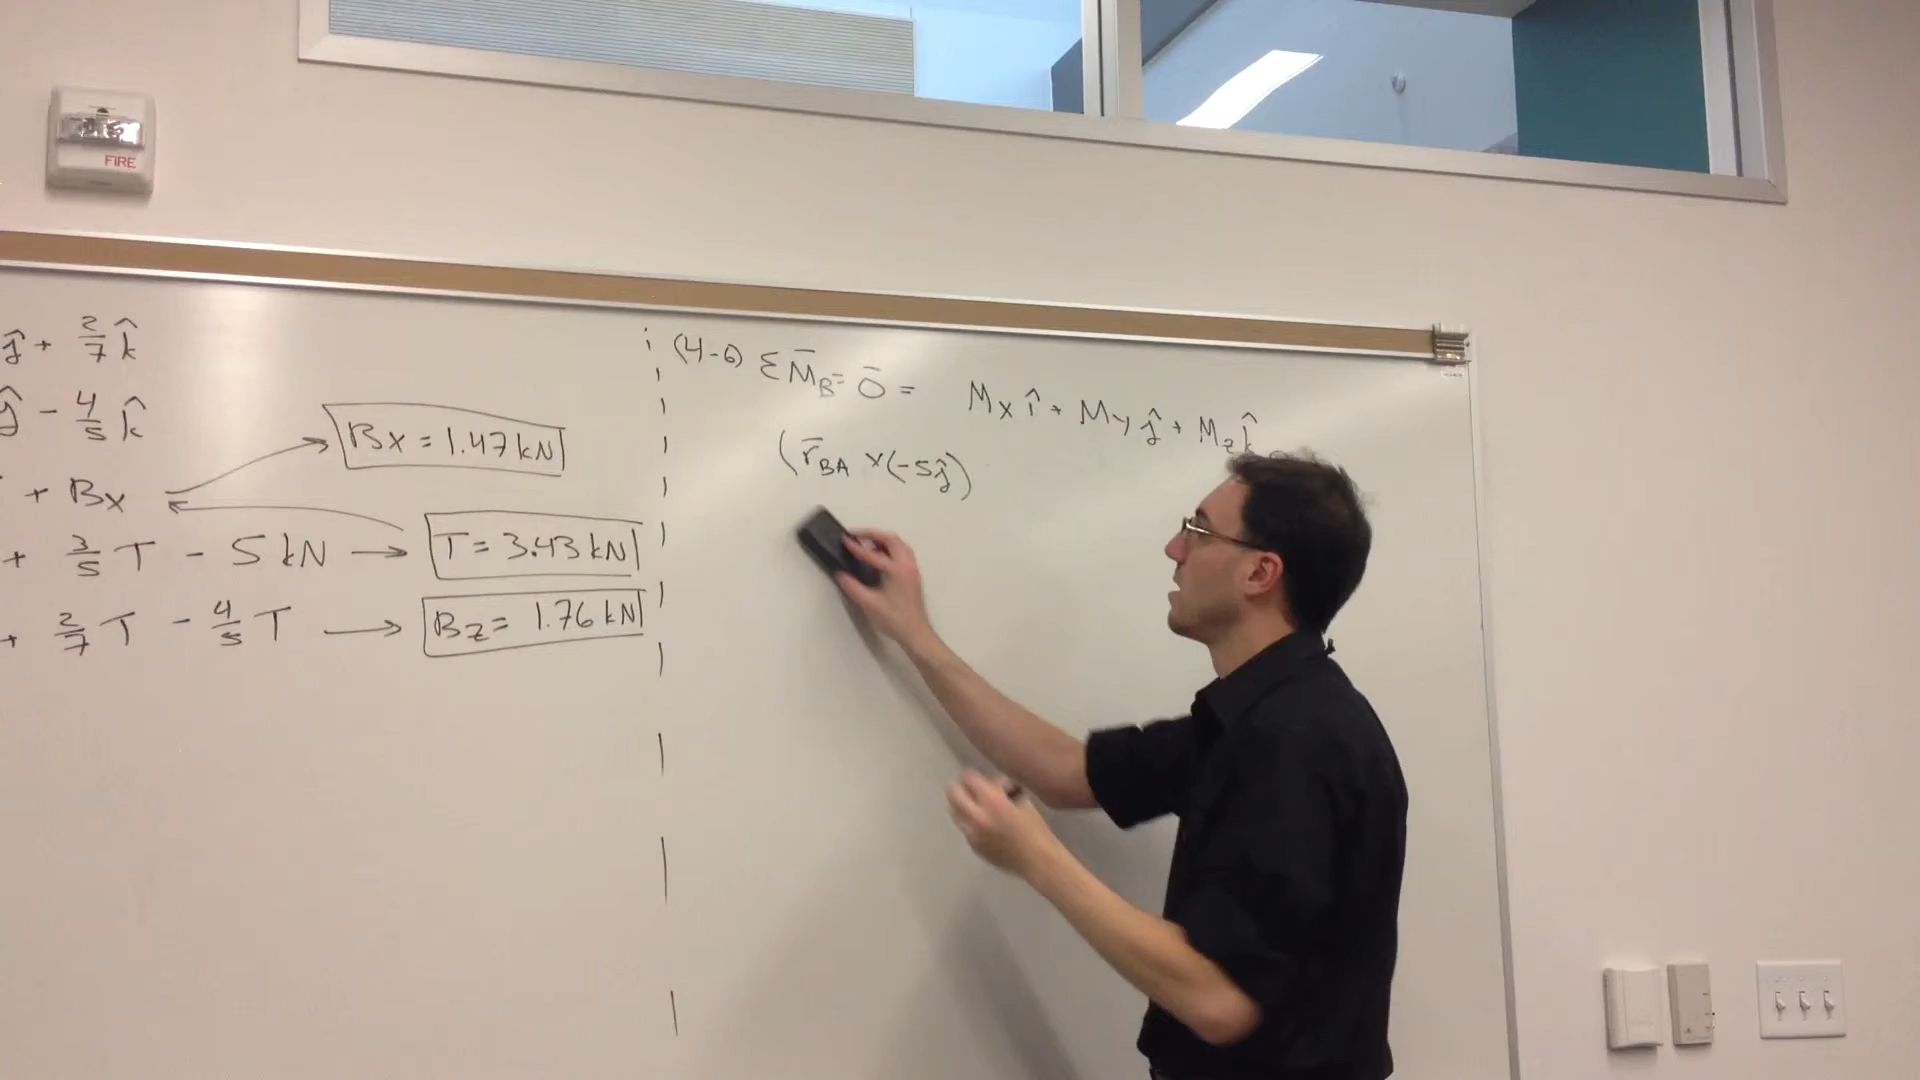 FIRE
ĵ + 2/7 k̂
ĵ - 4/5 k̂
+ Bx
Bx = 1.47 kN
+ 3/5 T - 5 kN → T = 3.43 kN
+ 2/7 T - 4/5 T → Bz = 1.76 kN
(4-6) Σ M̄B = 0̄ = Mx î + My ĵ + Mz k̂
(r̄BA × (-5ĵ)